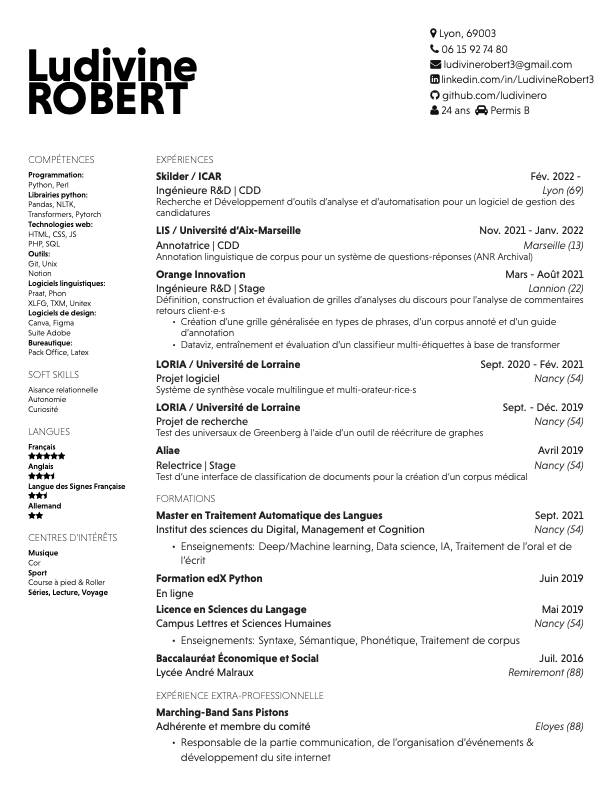 Ludivine
ROBERT
Lyon, 69003
06 15 92 74 80
ludivinerobert3@gmail.com
linkedin.com/in/LudivineRobert3
github.com/ludivinero
24 ans Permis B
COMPÉTENCES
Programmation:
Python, Perl
Librairies python:
Pandas, NLTK,
Transformers, Pytorch
Technologies web:
HTML, CSS, JS
PHP, SQL
Outils:
Git, Unix
Notion
Logiciels linguistiques:
Praat, Phon
XLFG, TXM, Unitex
Logiciels de design:
Canva, Figma
Suite Adobe
Bureautique:
Pack Office, Latex
SOFT SKILLS
Aisance relationnelle
Autonomie
Curiosité
LANGUES
Français
Anglais
Langue des Signes Française
Allemand
CENTRES D'INTÉRÊTS
Musique
Cor
Sport
Course à pied & Roller
Séries, Lecture, Voyage
EXPÉRIENCES
Skilder / ICAR Fév. 2022 -
Ingénieure R&D | CDD Lyon (69)
Recherche et Développement d'outils d'analyse et d'automatisation pour un logiciel de gestion des
candidatures
LIS / Université d'Aix-Marseille Nov. 2021 - Janv. 2022
Annotatrice | CDD Marseille (13)
Annotation linguistique de corpus pour un système de questions-réponses (ANR Archival)
Orange Innovation Mars - Août 2021
Ingénieure R&D | Stage Lannion (22)
Définition, construction et évaluation de grilles d'analyses du discours pour l'analyse de commentaires
retours client·e·s
• Création d'une grille généralisée en types de phrases, d'un corpus annoté et d'un guide
d'annotation
• Dataviz, entraînement et évaluation d'un classifieur multi-étiquettes à base de transformer
LORIA / Université de Lorraine Sept. 2020 - Fév. 2021
Projet logiciel Nancy (54)
Système de synthèse vocale multilingue et multi-orateur·rice·s
LORIA / Université de Lorraine Sept. - Déc. 2019
Projet de recherche Nancy (54)
Test des universaux de Greenberg à l'aide d'un outil de réécriture de graphes
Aliae Avril 2019
Relectrice | Stage Nancy (54)
Test d'une interface de classification de documents pour la création d'un corpus médical
FORMATIONS
Master en Traitement Automatique des Langues Sept. 2021
Institut des sciences du Digital, Management et Cognition Nancy (54)
• Enseignements: Deep/Machine learning, Data science, IA, Traitement de l'oral et de
l'écrit
Formation edX Python Juin 2019
En ligne
Licence en Sciences du Langage Mai 2019
Campus Lettres et Sciences Humaines Nancy (54)
• Enseignements: Syntaxe, Sémantique, Phonétique, Traitement de corpus
Baccalauréat Économique et Social Juil. 2016
Lycée André Malraux Remiremont (88)
EXPÉRIENCE EXTRA-PROFESSIONNELLE
Marching-Band Sans Pistons
Adhérente et membre du comité Eloyes (88)
• Responsable de la partie communication, de l'organisation d'événements &
développement du site internet